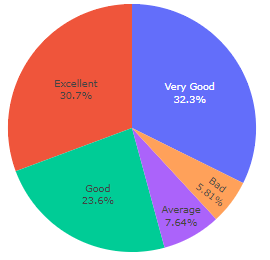 Excellent
30.7%
Very Good
32.3%
Bad
5.81%
Good
23.6%
Average
7.64%